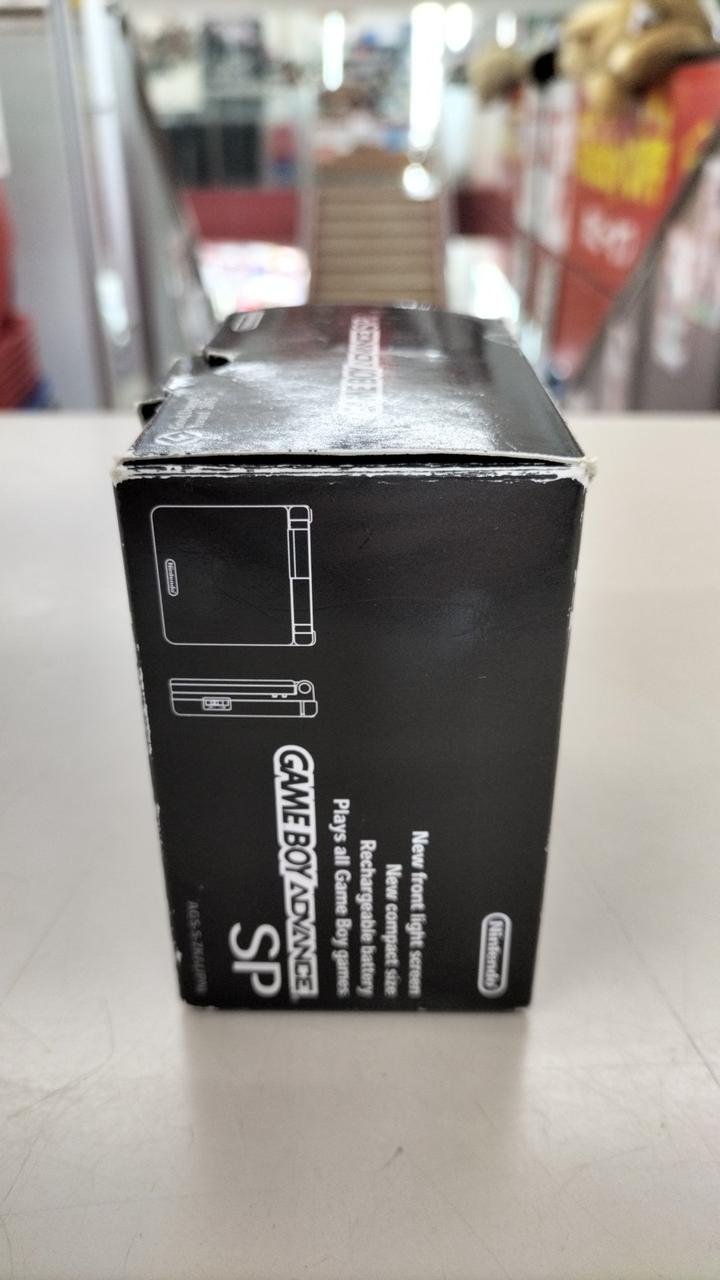 Nintendo
New front light screen
New compact size
Rechargeable battery
Plays all Game Boy games
GAME BOY ADVANCE
SP
Nintendo